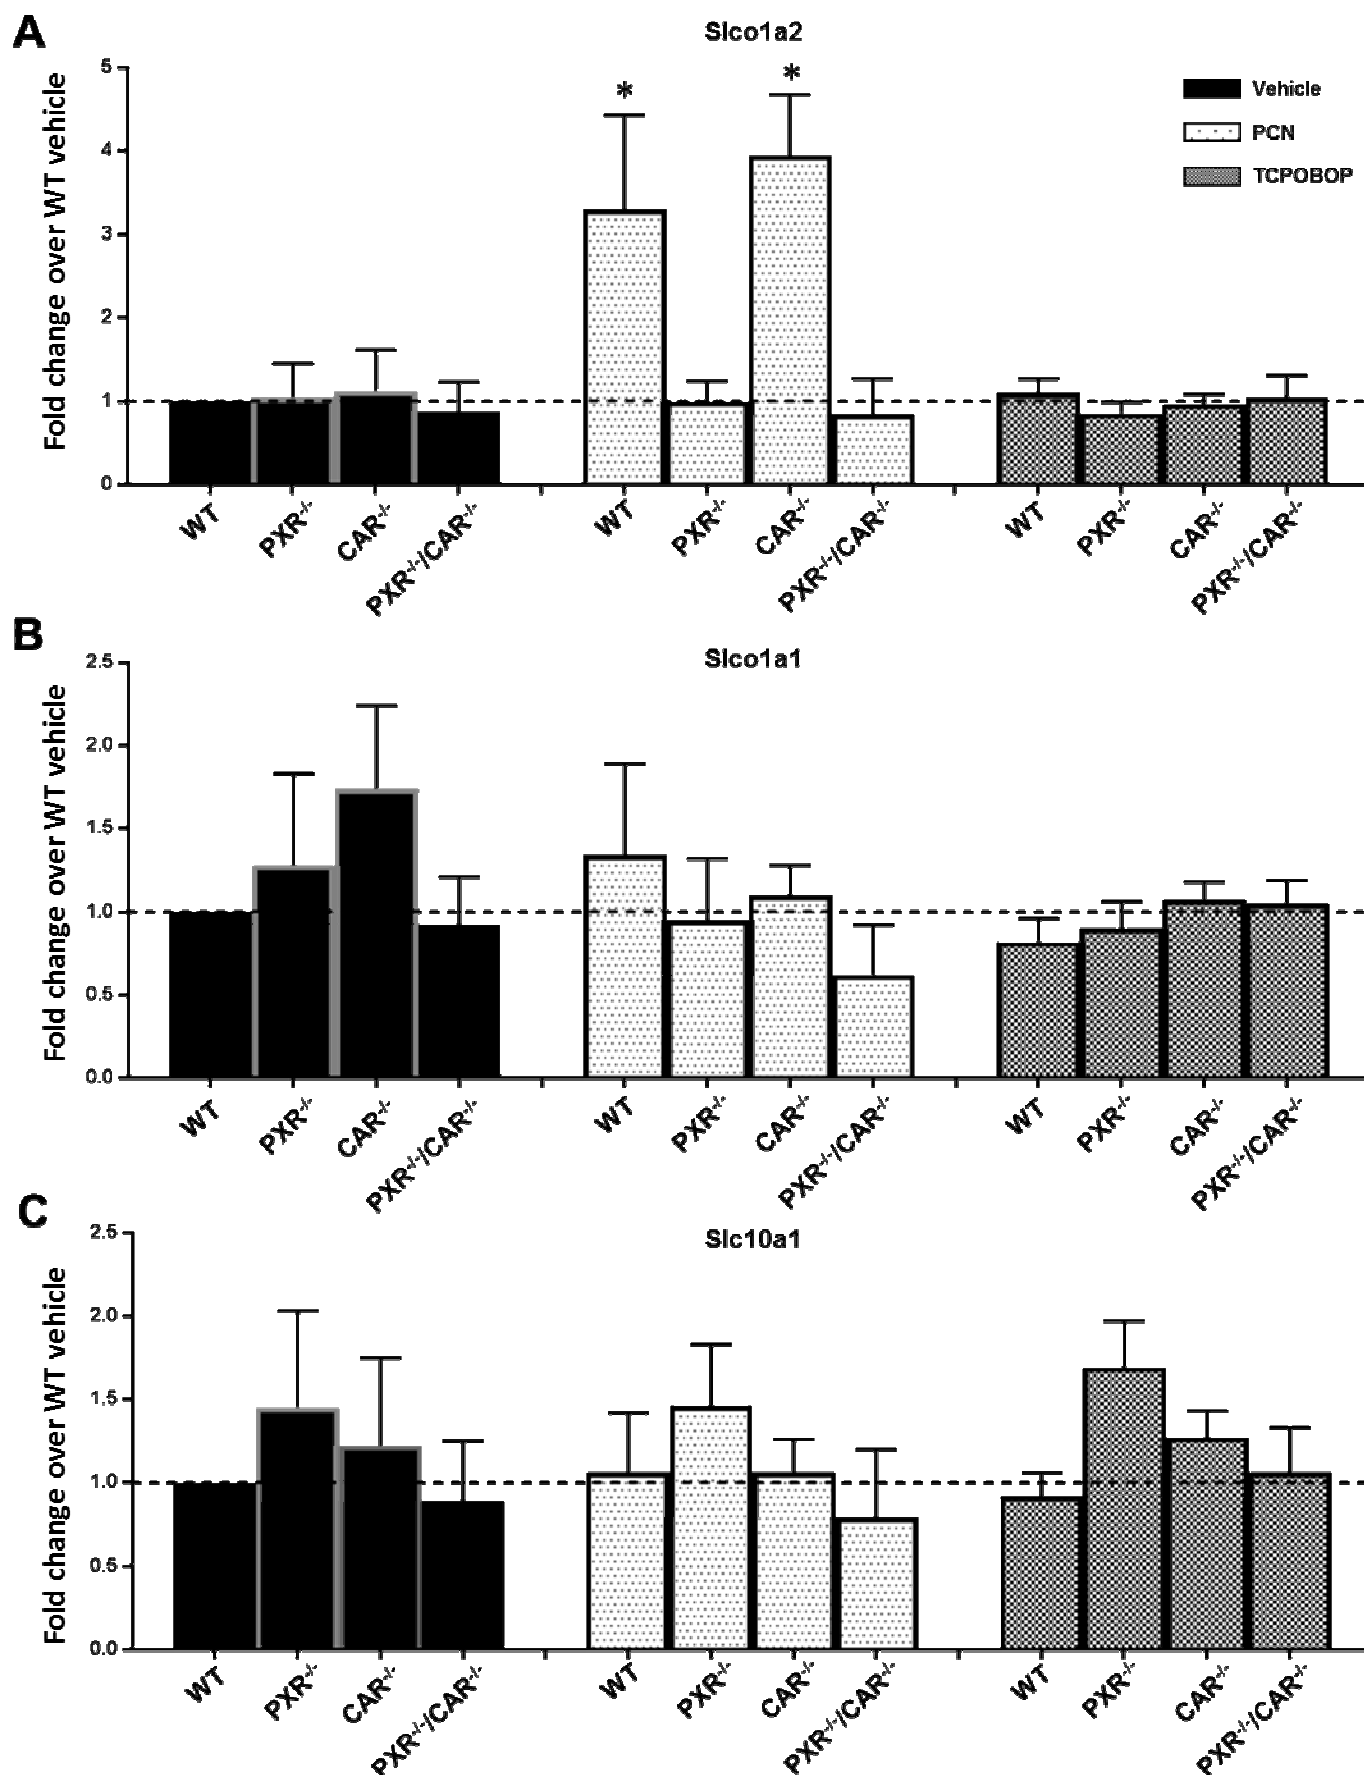 A
Slco1a2
Fold change over WT vehicle
5
4
3
2
1
0
*
*
Vehicle
PCN
TCPOBOP
WT
PXR-/-
CAR-/-
PXR-/-/CAR-/-
WT
PXR-/-
CAR-/-
PXR-/-/CAR-/-
WT
PXR-/-
CAR-/-
PXR-/-/CAR-/-
B
Slco1a1
Fold change over WT vehicle
2.5
2.0
1.5
1.0
0.5
0.0
WT
PXR-/-
CAR-/-
PXR-/-/CAR-/-
WT
PXR-/-
CAR-/-
PXR-/-/CAR-/-
WT
PXR-/-
CAR-/-
PXR-/-/CAR-/-
C
Slc10a1
Fold change over WT vehicle
2.5
2.0
1.5
1.0
0.5
0.0
WT
PXR-/-
CAR-/-
PXR-/-/CAR-/-
WT
PXR-/-
CAR-/-
PXR-/-/CAR-/-
WT
PXR-/-
CAR-/-
PXR-/-/CAR-/-